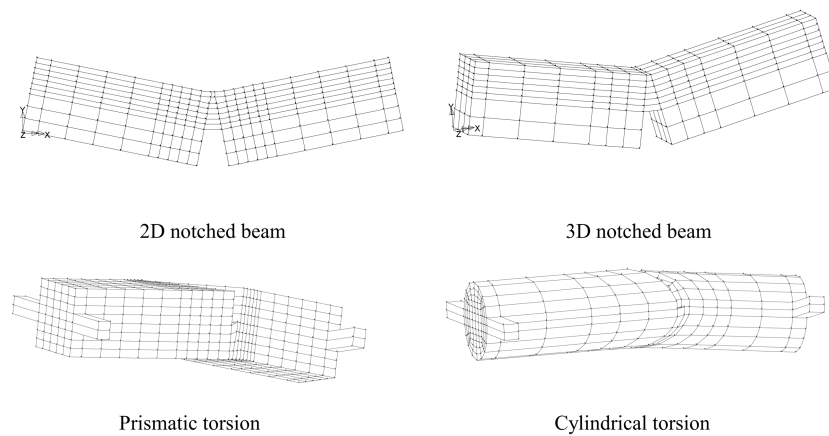 Y
Z X
Y
Z X
2D notched beam
3D notched beam
Prismatic torsion
Cylindrical torsion